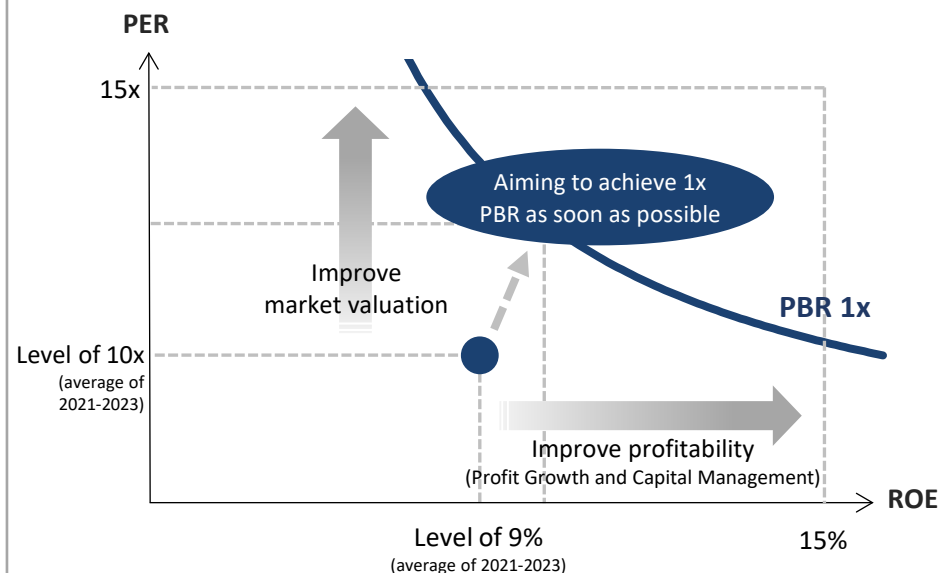 PER
15x
Aiming to achieve 1x
PBR as soon as possible
Improve
market valuation
PBR 1x
Level of 10x
(average of
2021-2023)
Improve profitability
(Profit Growth and Capital Management)
ROE
Level of 9%
(average of 2021-2023)
15%